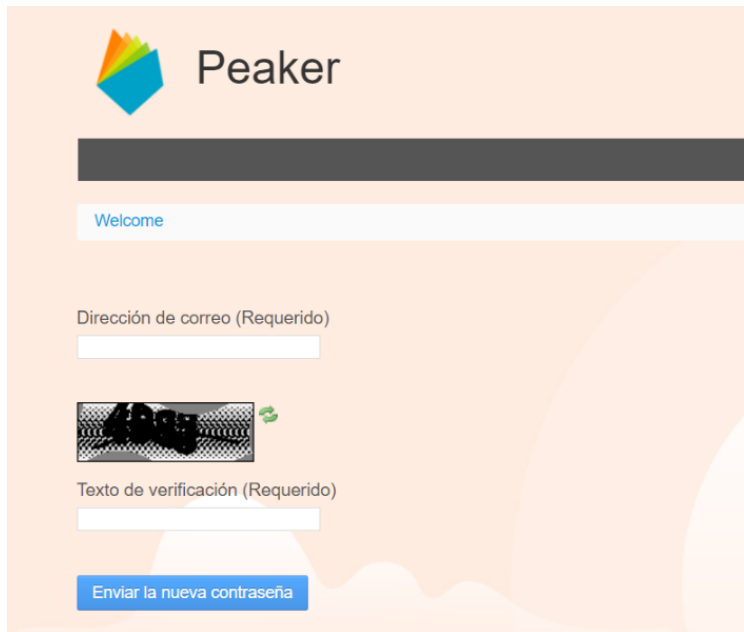 Peaker
Welcome
Dirección de correo (Requerido)
Texto de verificación (Requerido)
Enviar la nueva contraseña